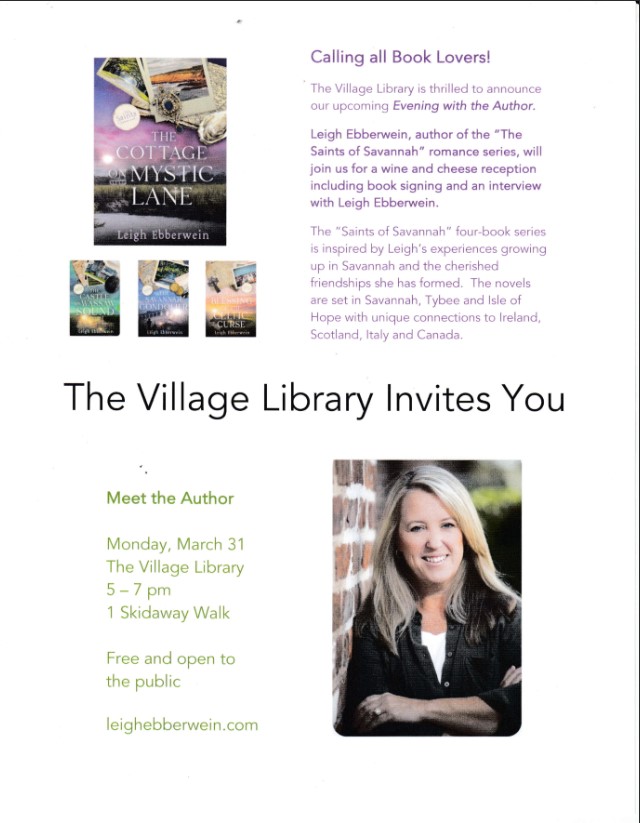 Calling all Book Lovers!
The Village Library is thrilled to announce
our upcoming Evening with the Author.
Leigh Ebberwein, author of the "The
Saints of Savannah" romance series, will
join us for a wine and cheese reception
including book signing and an interview
with Leigh Ebberwein.
The "Saints of Savannah" four-book series
is inspired by Leigh's experiences growing
up in Savannah and the cherished
friendships she has formed. The novels
are set in Savannah, Tybee and Isle of
Hope with unique connections to Ireland,
Scotland, Italy and Canada.
THE
COTTAGE
ON MYSTIC
LANE
Leigh Ebberwein
Leigh Ebberwein
SAVANNAH
Leigh Ebberwein
BLESSING
CELTIC
CURSE
Leigh Ebberwein
The Village Library Invites You
Meet the Author
Monday, March 31
The Village Library
5 – 7 pm
1 Skidaway Walk
Free and open to
the public
leighebberwein.com